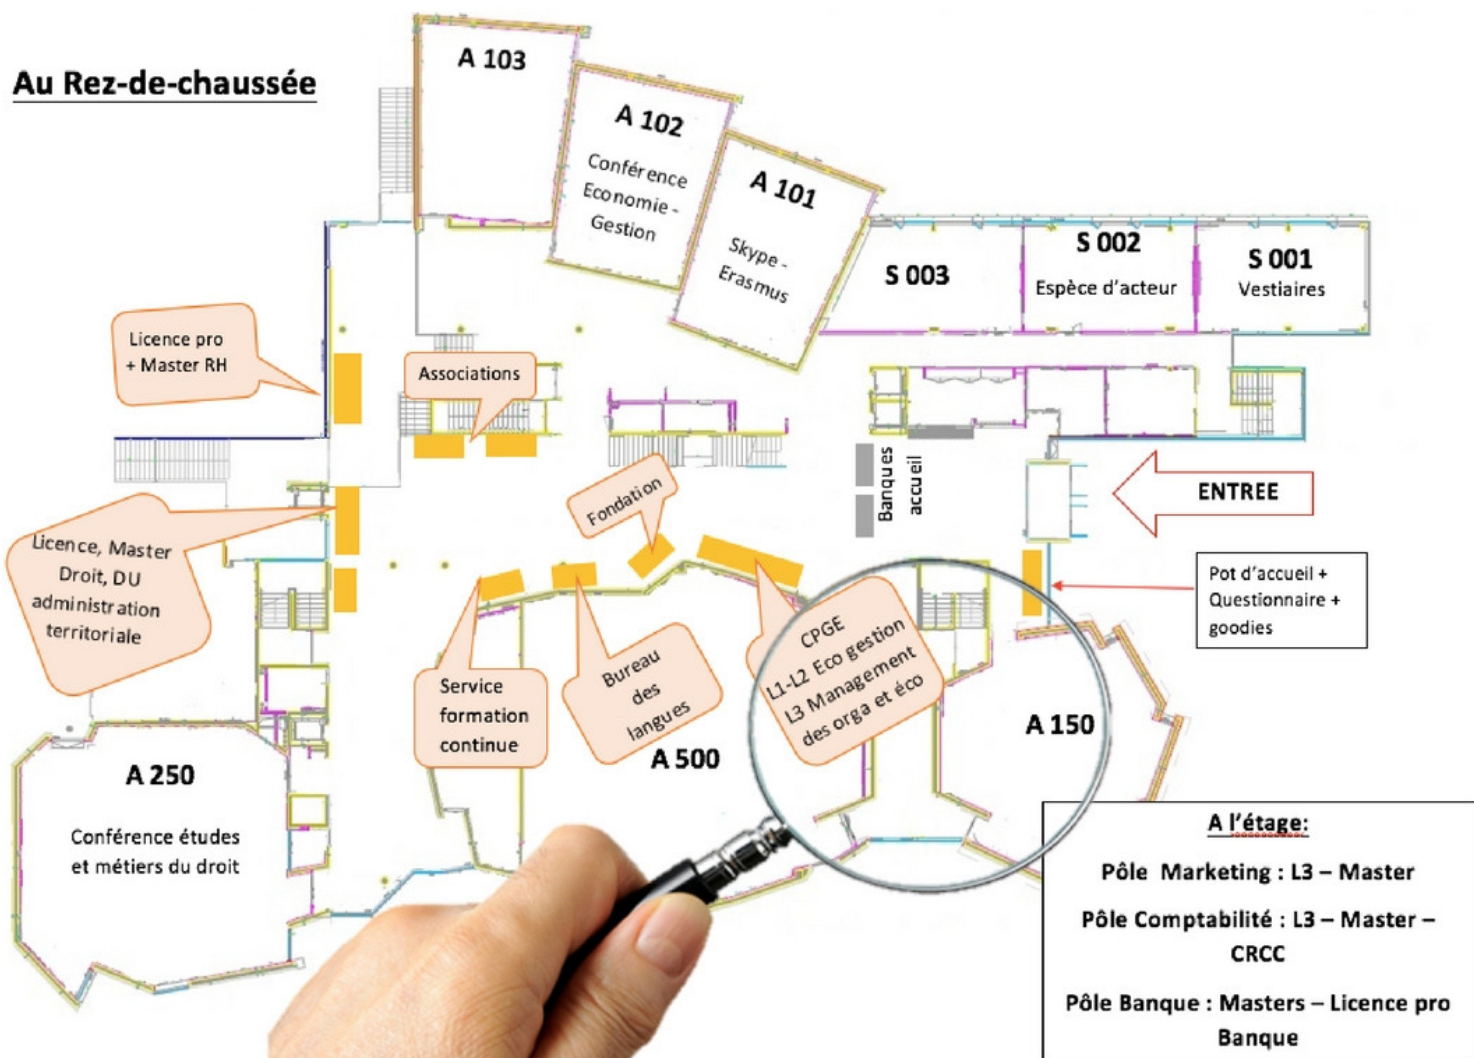 Au Rez-de-chaussée
A 103
A 102
Conférence
Economie -
Gestion
A 101
Skype -
Erasmus
S 003
S 002
Espèce d'acteur
S 001
Vestiaires
Licence pro
+ Master RH
Associations
Banques
accueil
ENTREE
Fondation
Licence, Master
Droit, DU
administration
territoriale
Pot d'accueil +
Questionnaire +
goodies
Service
formation
continue
Bureau
des
langues
CPGE
L1-L2 Eco gestion
L3 Management
des orga et éco
A 500
A 150
A 250
Conférence études
et métiers du droit
A l'étage:
Pôle Marketing : L3 – Master
Pôle Comptabilité : L3 – Master –
CRCC
Pôle Banque : Masters – Licence pro
Banque